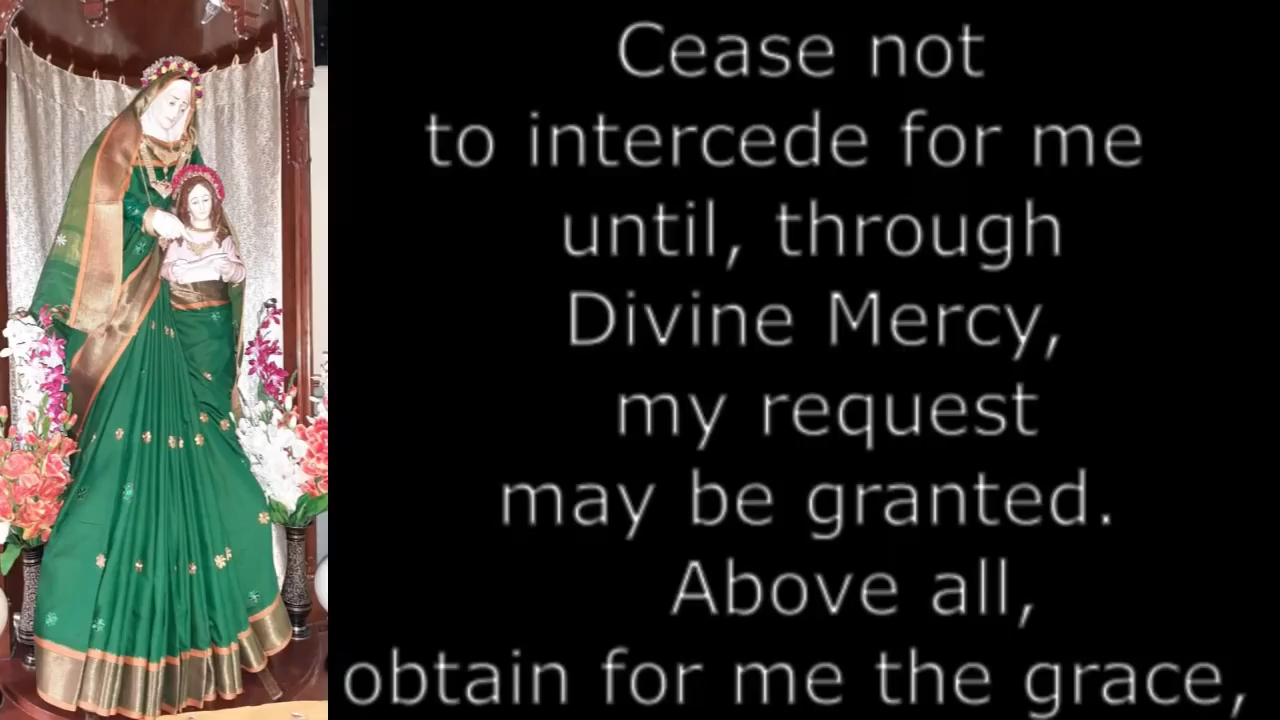 Cease not
to intercede for me
until, through
Divine Mercy,
my request
may be granted.
Above all,
obtain for me the grace,